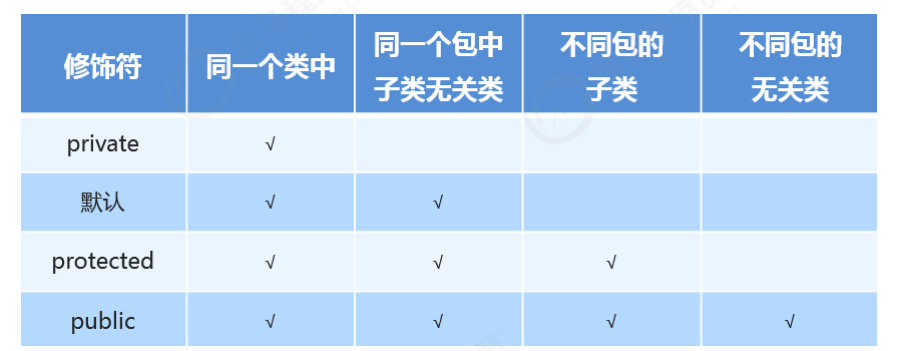 修饰符 同一个类中 同一个包中 不同包的 不同包的
子类无关类 子类 无关类
private √
默认 √ √
protected √ √ √
public √ √ √ √